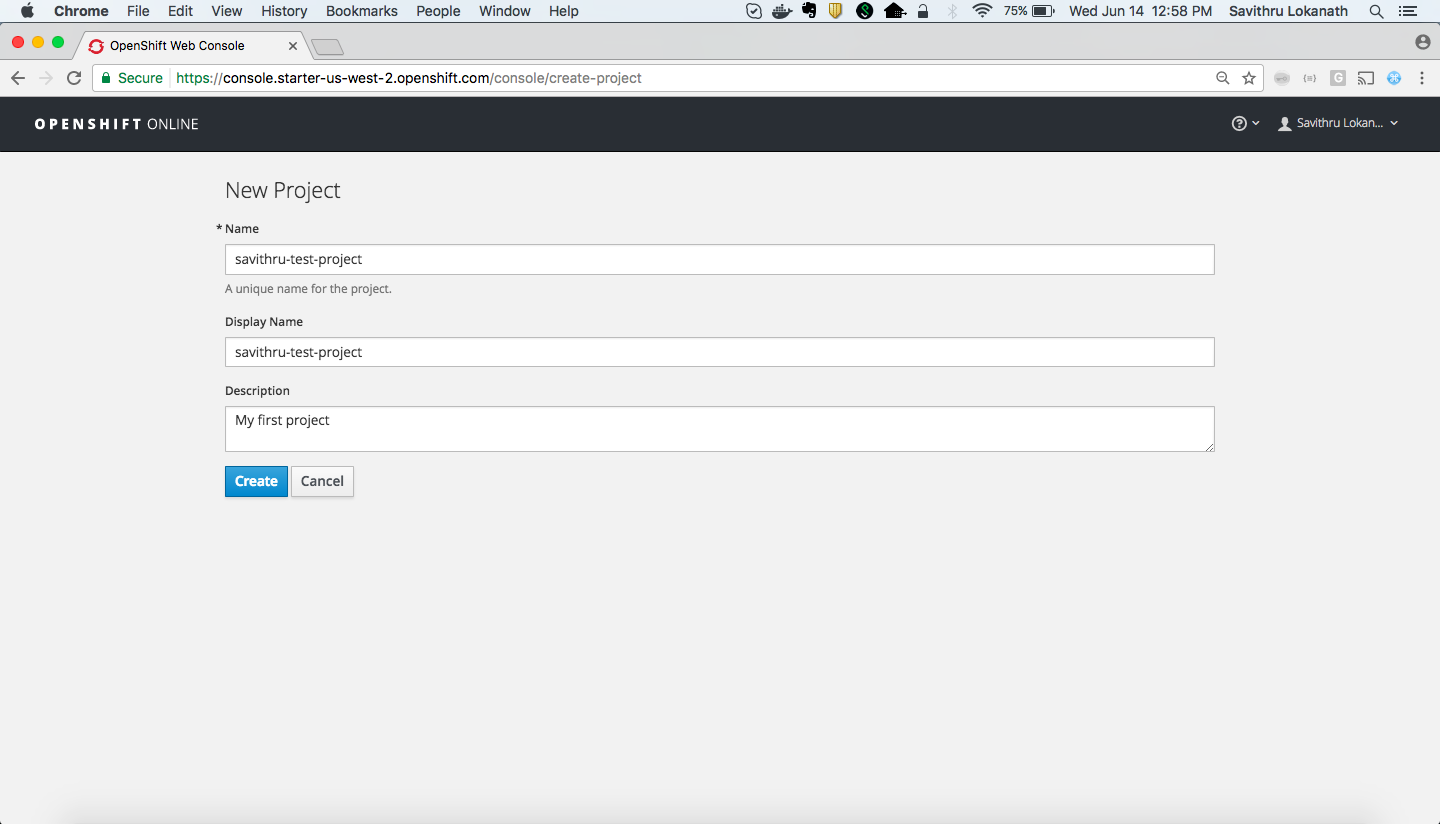 Chrome File Edit View History Bookmarks People Window Help 75% Wed Jun 14 12:58 PM Savithru Lokanath
OpenShift Web Console
Secure https://console.starter-us-west-2.openshift.com/console/create-project
OPENSHIFT ONLINE Savithru Lokan...
New Project
* Name
savithru-test-project
A unique name for the project.
Display Name
savithru-test-project
Description
My first project
Create Cancel